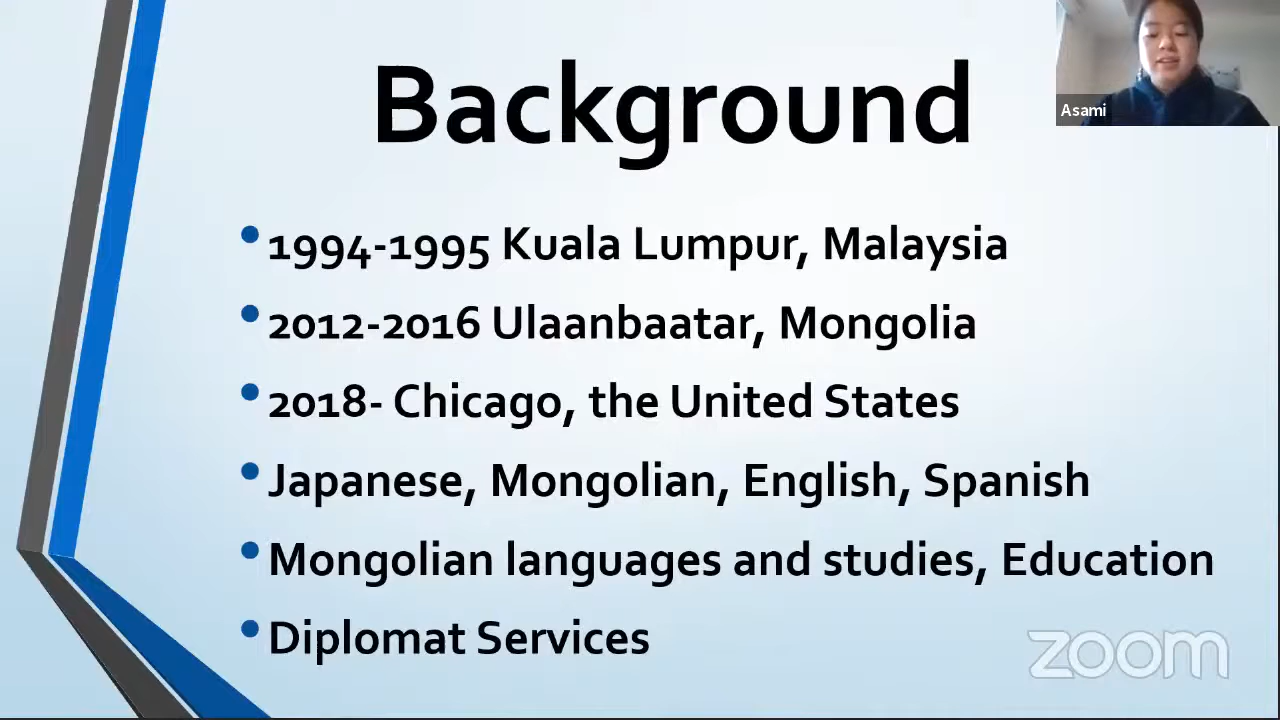 Background
Asami
1994-1995 Kuala Lumpur, Malaysia
2012-2016 Ulaanbaatar, Mongolia
2018- Chicago, the United States
Japanese, Mongolian, English, Spanish
Mongolian languages and studies, Education
Diplomat Services
zoom